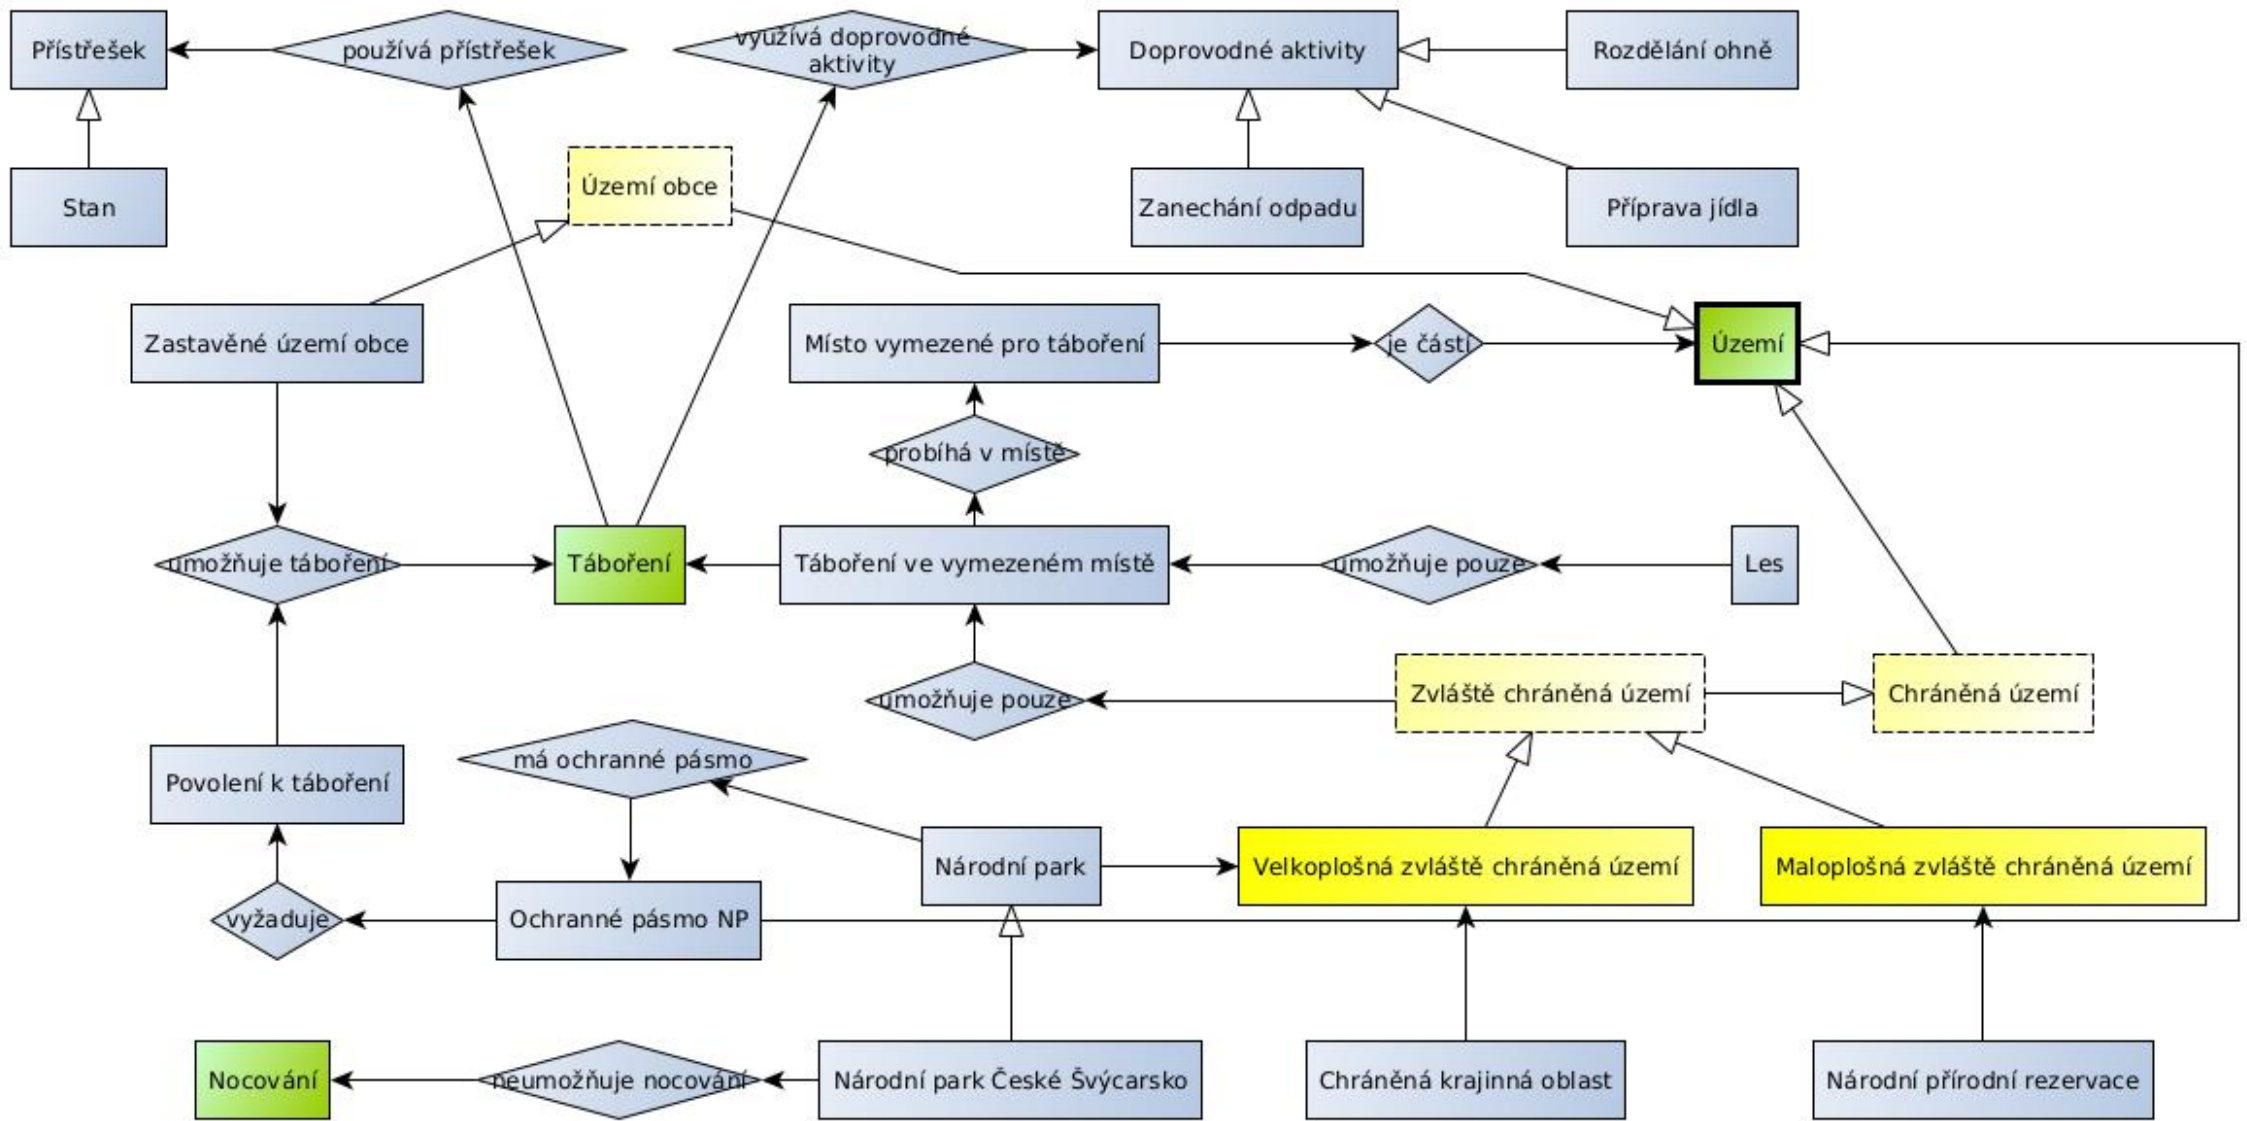 Přístřešek
používá přístřešek
využívá doprovodné
aktivity
Doprovodné aktivity
Rozdělání ohně
Území obce
Stan
Zanechání odpadu
Příprava jídla
Zastavěné území obce
Místo vymezené pro táboření
je částí
Území
probíhá v místě
umožňuje táboření
Táboření
Táboření ve vymezeném místě
umožňuje pouze
Les
umožňuje pouze
Zvláště chráněná území
Chráněná území
má ochranné pásmo
Povolení k táboření
Národní park
Velkoplošná zvláště chráněná území
Maloplošná zvláště chráněná území
vyžaduje
Ochranné pásmo NP
Nocování
neumožňuje nocování
Národní park České Švýcarsko
Chráněná krajinná oblast
Národní přírodní rezervace